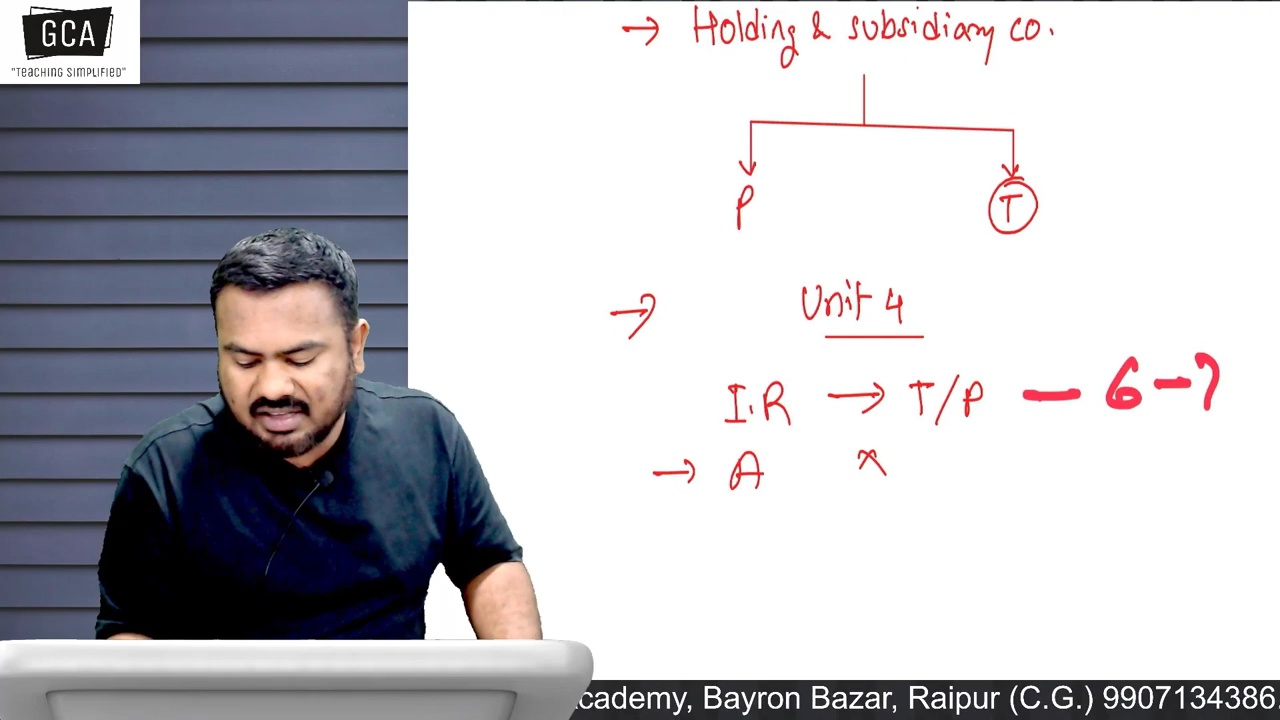 GCA
"TEACHING SIMPLIFIED"
→ Holding & subsidiary co.
P T
→ Unit 4
I.R → T/P - 6-7
→ A x
cademy, Bayron Bazar, Raipur (C.G.) 9907134386.